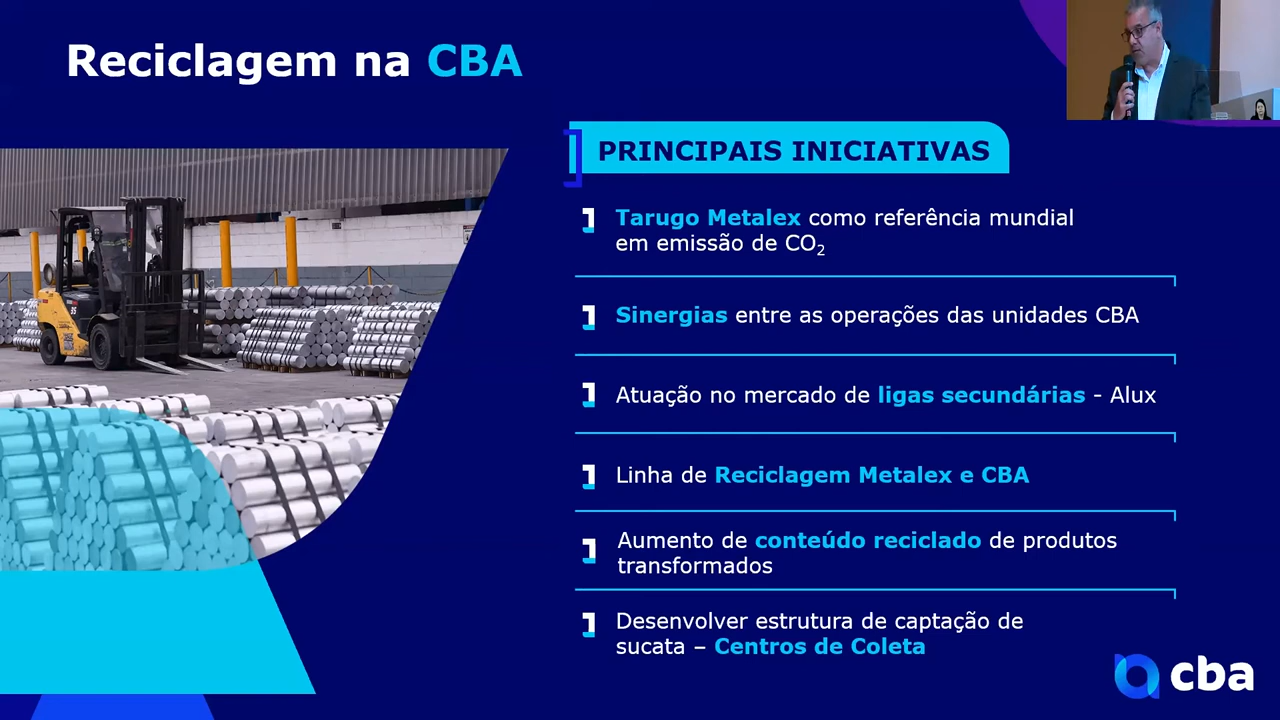 Reciclagem na CBA
PRINCIPAIS INICIATIVAS
Tarugo Metalex como referência mundial
em emissão de CO₂
Sinergias entre as operações das unidades CBA
Atuação no mercado de ligas secundárias - Alux
Linha de Reciclagem Metalex e CBA
Aumento de conteúdo reciclado de produtos
transformados
Desenvolver estrutura de captação de
sucata – Centros de Coleta
cba